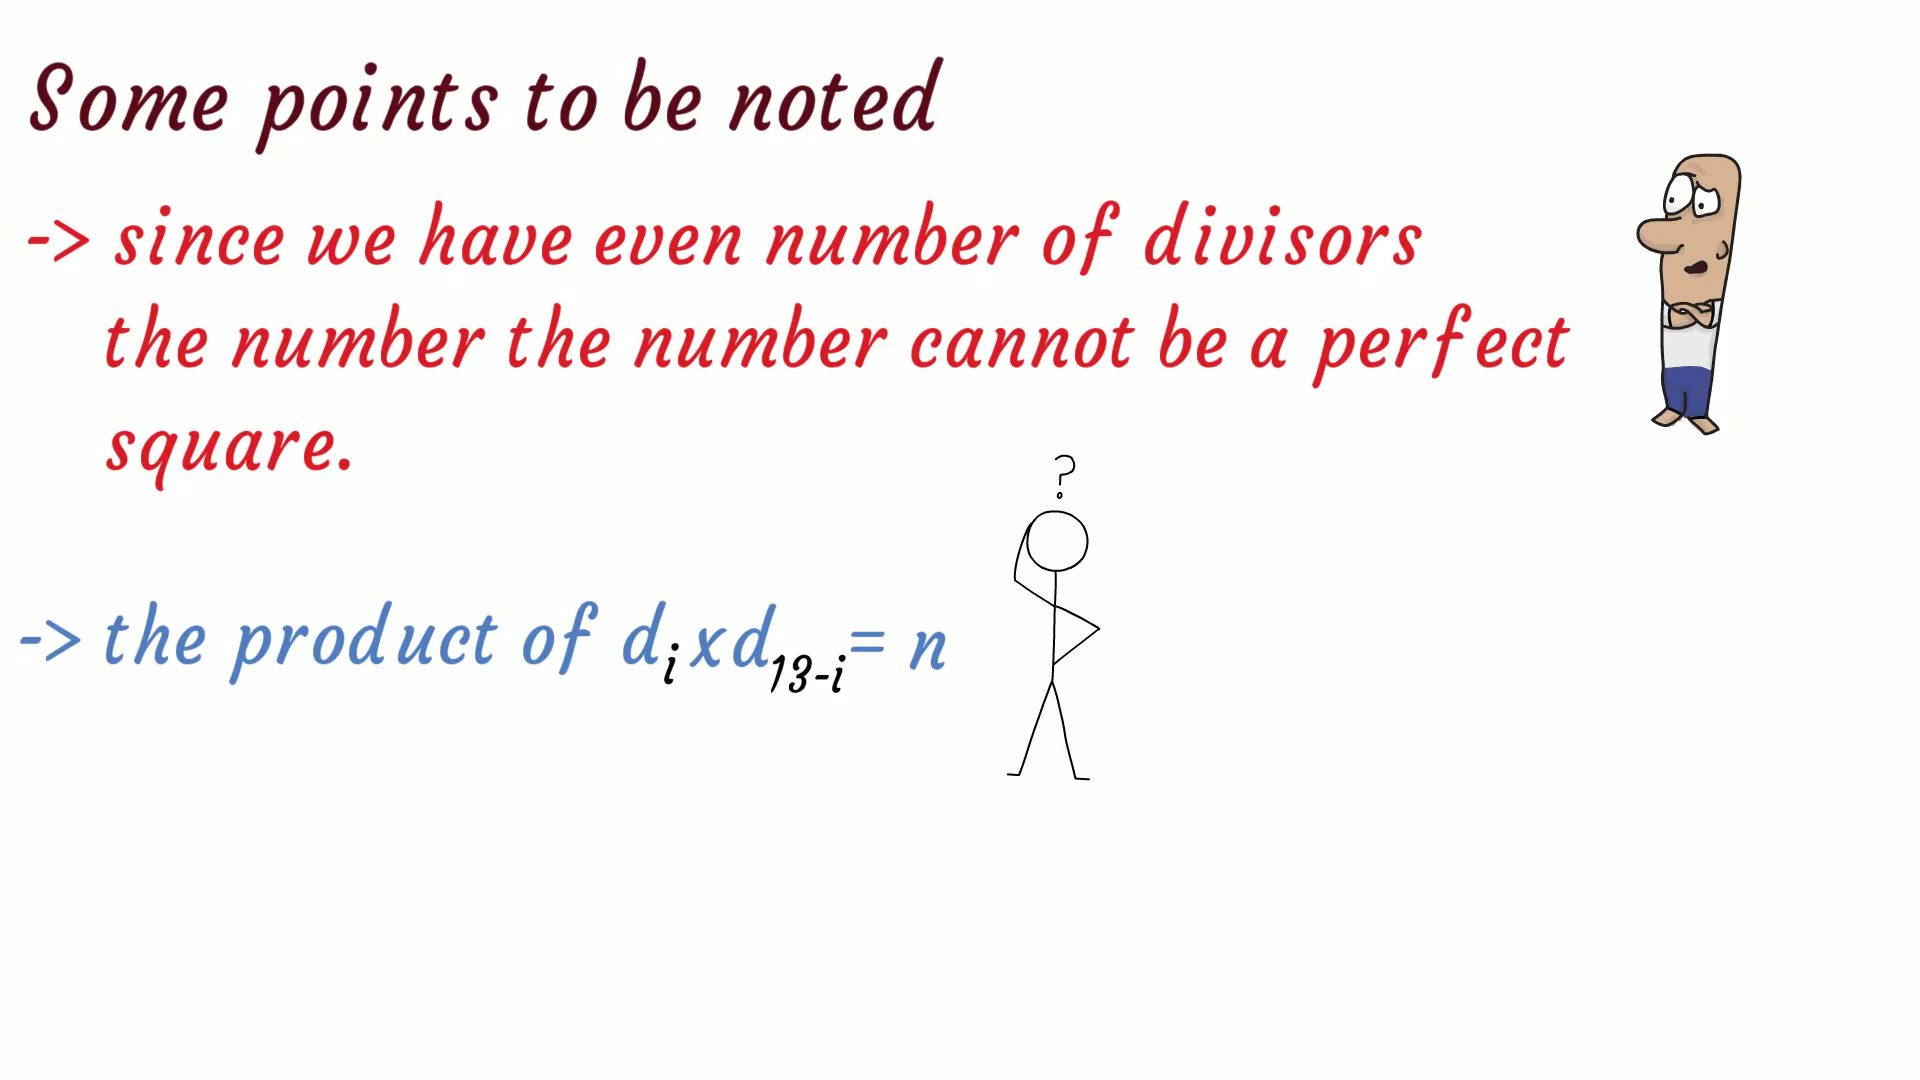 Some points to be noted
-> since we have even number of divisors
the number the number cannot be a perfect
square.
?
-> the product of dᵢxd₁₃₋ᵢ= n